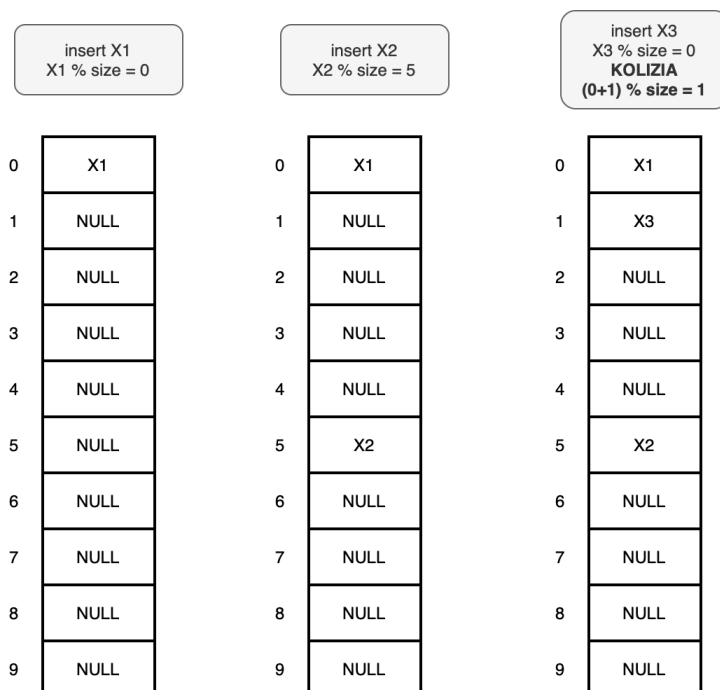 insert X1
X1 % size = 0
insert X2
X2 % size = 5
insert X3
X3 % size = 0
KOLIZIA
(0+1) % size = 1
0 X1
1 NULL
2 NULL
3 NULL
4 NULL
5 NULL
6 NULL
7 NULL
8 NULL
9 NULL
0 X1
1 NULL
2 NULL
3 NULL
4 NULL
5 X2
6 NULL
7 NULL
8 NULL
9 NULL
0 X1
1 X3
2 NULL
3 NULL
4 NULL
5 X2
6 NULL
7 NULL
8 NULL
9 NULL